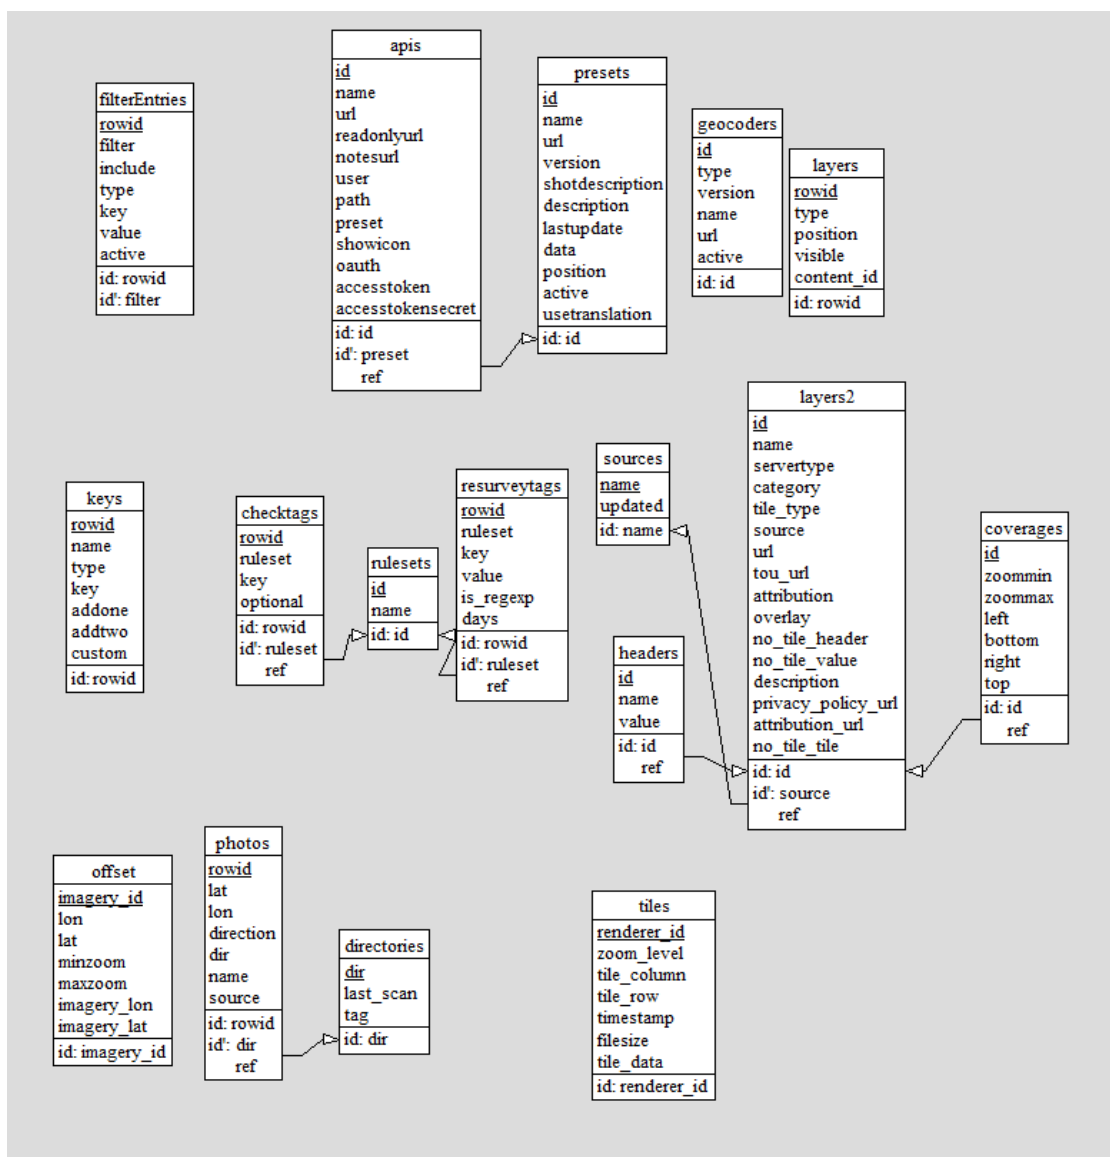 apis
id
name
url
readonlyurl
notesurl
user
path
preset
showicon
oauth
accesstoken
accesstokensecret
id: id
id': preset
ref
presets
id
name
url
version
shotdescription
description
lastupdate
data
position
active
usetranslation
id: id
filterEntries
rowid
filter
include
type
key
value
active
id: rowid
id': filter
geocoders
id
type
version
name
url
active
id: id
layers
rowid
type
position
visible
content_id
id: rowid
layers2
id
name
servertype
category
tile_type
source
url
tou_url
attribution
overlay
no_tile_header
no_tile_value
description
privacy_policy_url
attribution_url
no_tile_tile
id: id
id': source
ref
sources
name
updated
id: name
resurveytags
rowid
ruleset
key
value
is_regexp
days
id: rowid
id': ruleset
ref
keys
rowid
name
type
key
addone
addtwo
custom
id: rowid
checktags
rowid
ruleset
key
optional
id: rowid
id': ruleset
ref
rulesets
id
name
id: id
coverages
id
zoommin
zoommax
left
bottom
right
top
id: id
ref
headers
id
name
value
id: id
ref
photos
rowid
lat
lon
direction
dir
name
source
id: rowid
id': dir
ref
offset
imagery_id
lon
lat
minzoom
maxzoom
imagery_lon
imagery_lat
id: imagery_id
directories
dir
last_scan
tag
id: dir
tiles
renderer_id
zoom_level
tile_column
tile_row
timestamp
filesize
tile_data
id: renderer_id